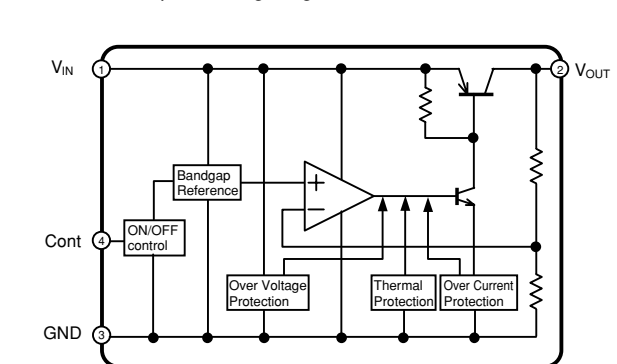 VIN
1
2
VOUT
Bandgap
Reference
+
−
Cont
4
ON/OFF
control
Over Voltage
Protection
Thermal
Protection
Over Current
Protection
GND
3